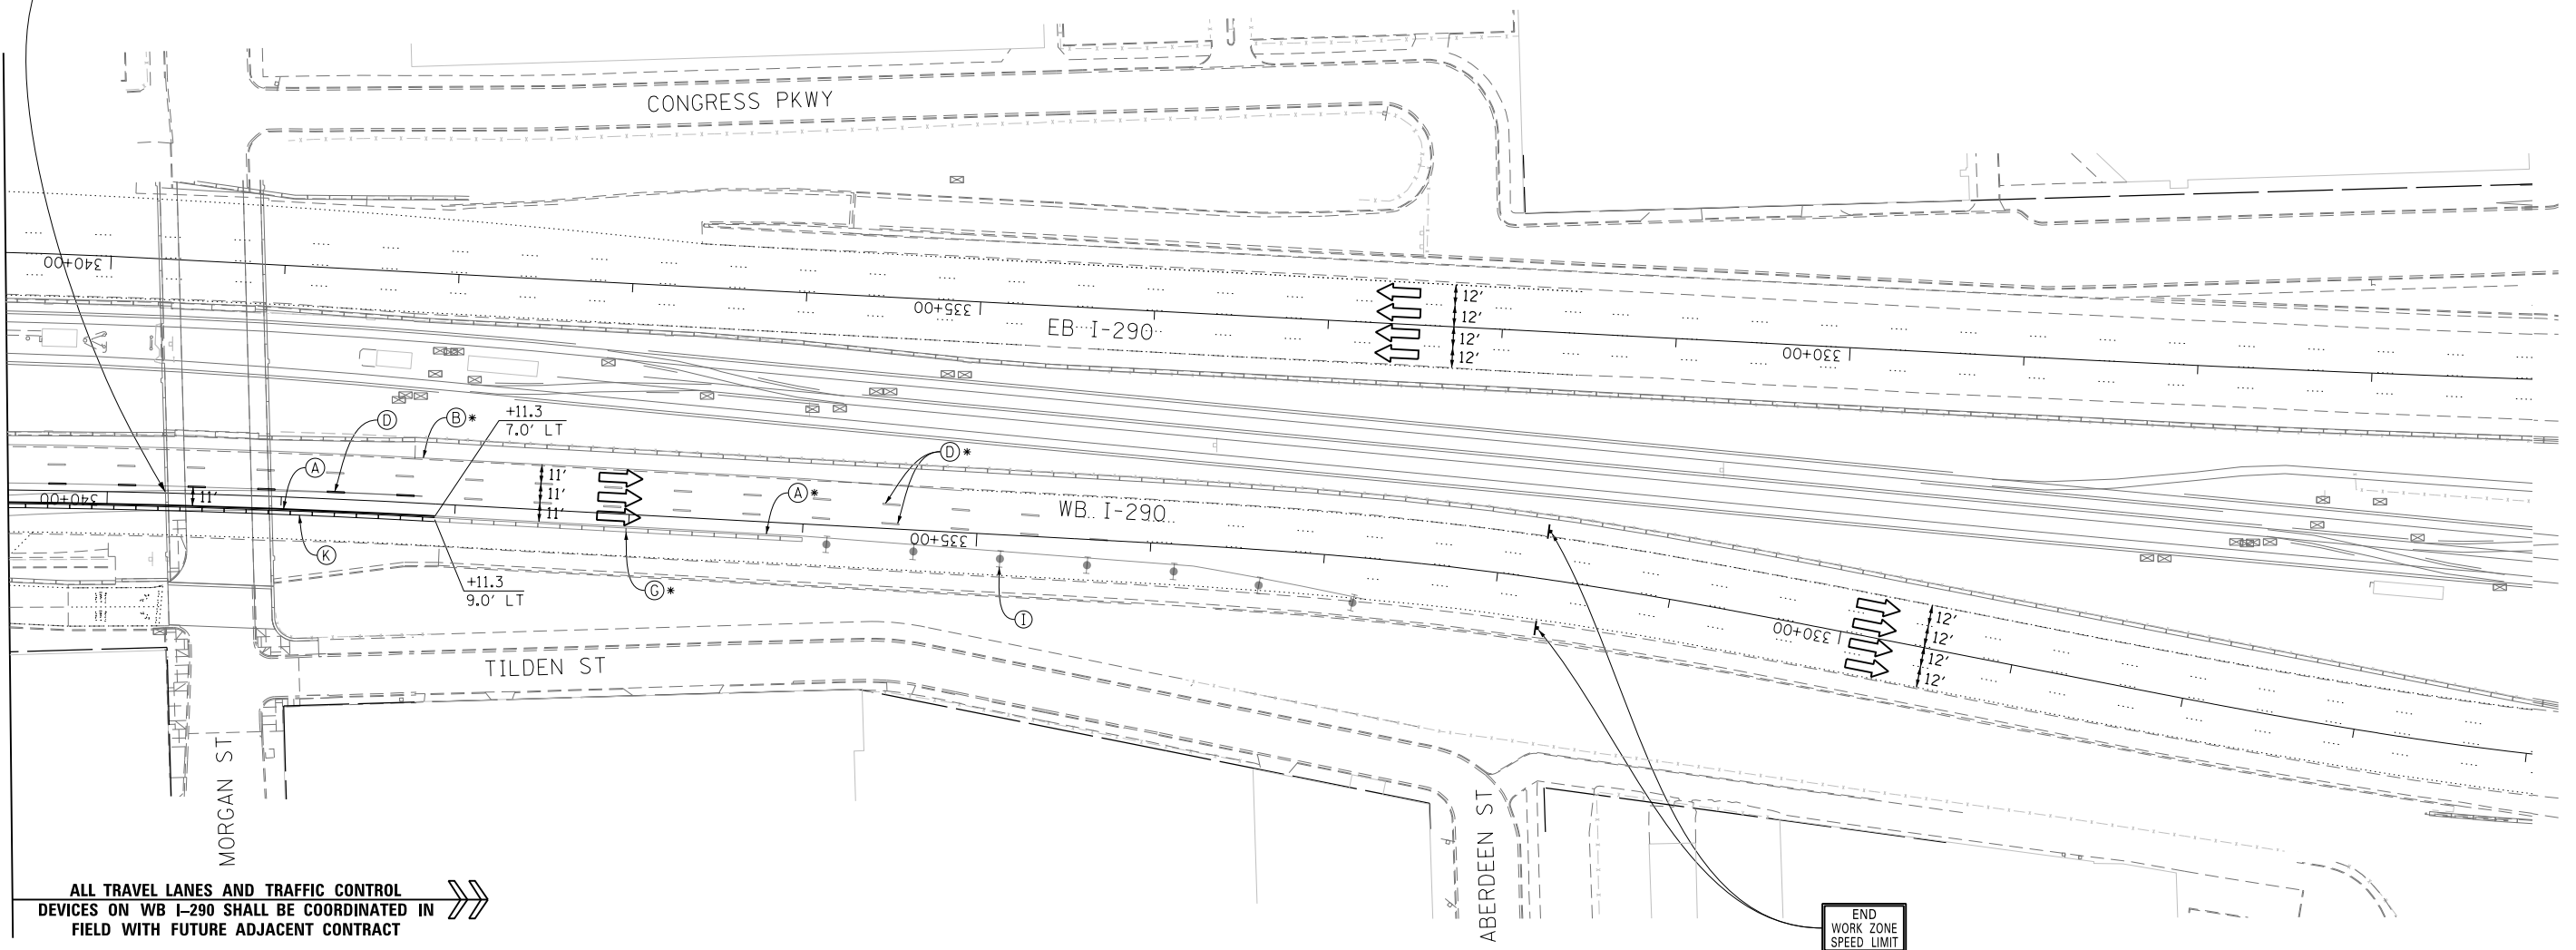 CONGRESS PKWY
340+00
335+00
EB I-290
12'
12'
12'
12'
330+00
D
B *
+11.3
7.0' LT
A
340+00
11'
11'
11'
11'
D *
A *
WB I-290
335+00
K
+11.3
9.0' LT
G *
I
330+00
12'
12'
12'
12'
TILDEN ST
MORGAN ST
ABERDEEN ST
ALL TRAVEL LANES AND TRAFFIC CONTROL
DEVICES ON WB I-290 SHALL BE COORDINATED IN
FIELD WITH FUTURE ADJACENT CONTRACT
END
WORK ZONE
SPEED LIMIT